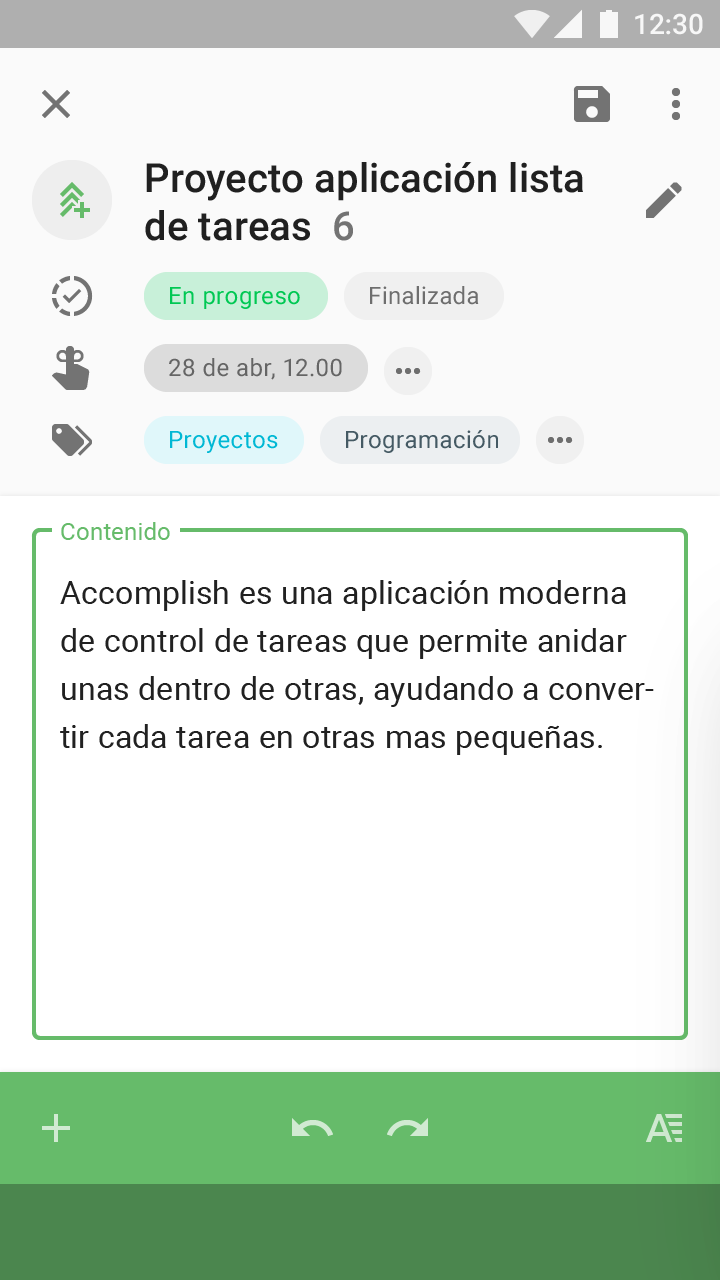 12:30
Proyecto aplicación lista
de tareas 6
En progreso Finalizada
28 de abr, 12.00
Proyectos Programación
Contenido
Accomplish es una aplicación moderna
de control de tareas que permite anidar
unas dentro de otras, ayudando a conver-
tir cada tarea en otras mas pequeñas.